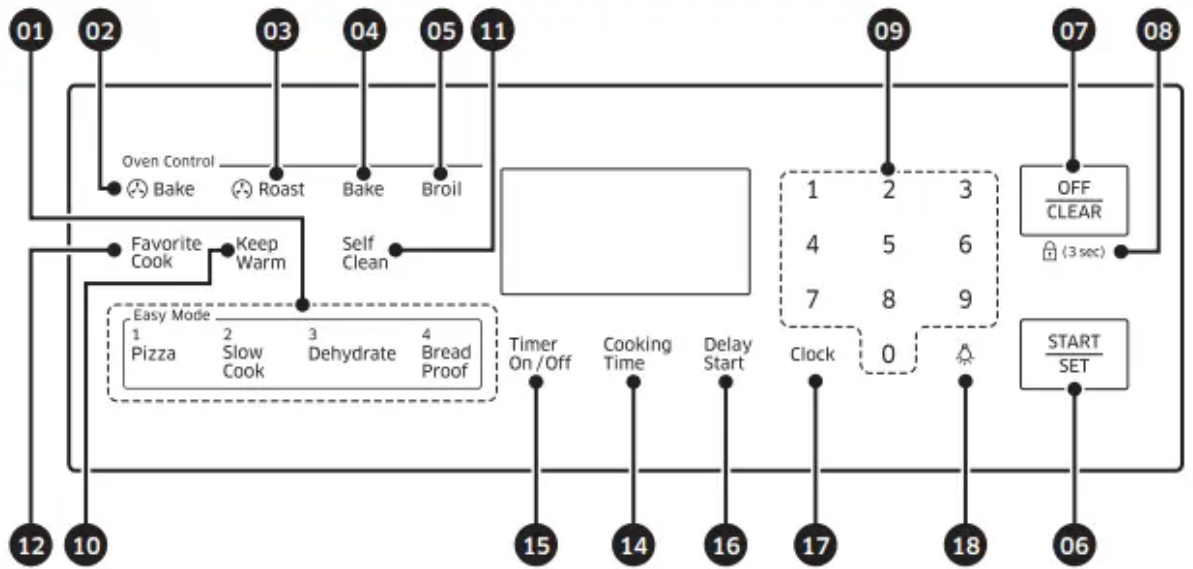 01 02 03 04 05 11 09 07 08
Oven Control
Bake Roast Bake Broil
Favorite
Cook
Keep
Warm
Self
Clean
Easy Mode
1
Pizza
2
Slow
Cook
3
Dehydrate
4
Bread
Proof
Timer
On/Off
Cooking
Time
Delay
Start
Clock
1 2 3
4 5 6
7 8 9
0
OFF
CLEAR
(3 sec)
START
SET
12 10 15 14 16 17 18 06